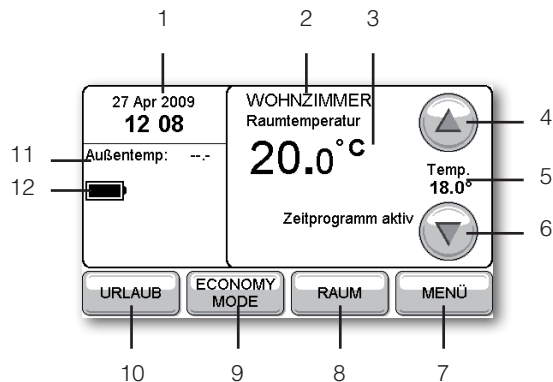 1 2 3
27 Apr 2009
12 08
WOHNZIMMER
Raumtemperatur
4
11 Außentemp: --.-
20.0°C
Temp.
18.0°
5
12
Zeitprogramm aktiv
6
URLAUB
ECONOMY
MODE
RAUM
MENÜ
10 9 8 7